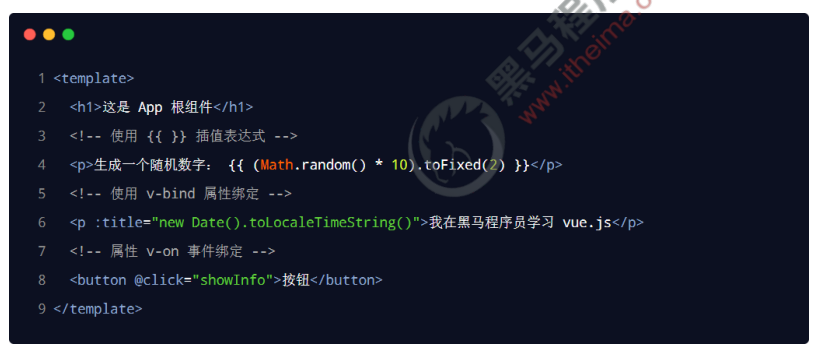 黑马程
www.itheima.c
1 <template>
2 <h1>这是 App 根组件</h1>
3 <!-- 使用 {{ }} 插值表达式 -->
4 <p>生成一个随机数字： {{ (Math.random() * 10).toFixed(2) }}</p>
5 <!-- 使用 v-bind 属性绑定 -->
6 <p :title="new Date().toLocaleTimeString()">我在黑马程序员学习 vue.js</p>
7 <!-- 属性 v-on 事件绑定 -->
8 <button @click="showInfo">按钮</button>
9 </template>